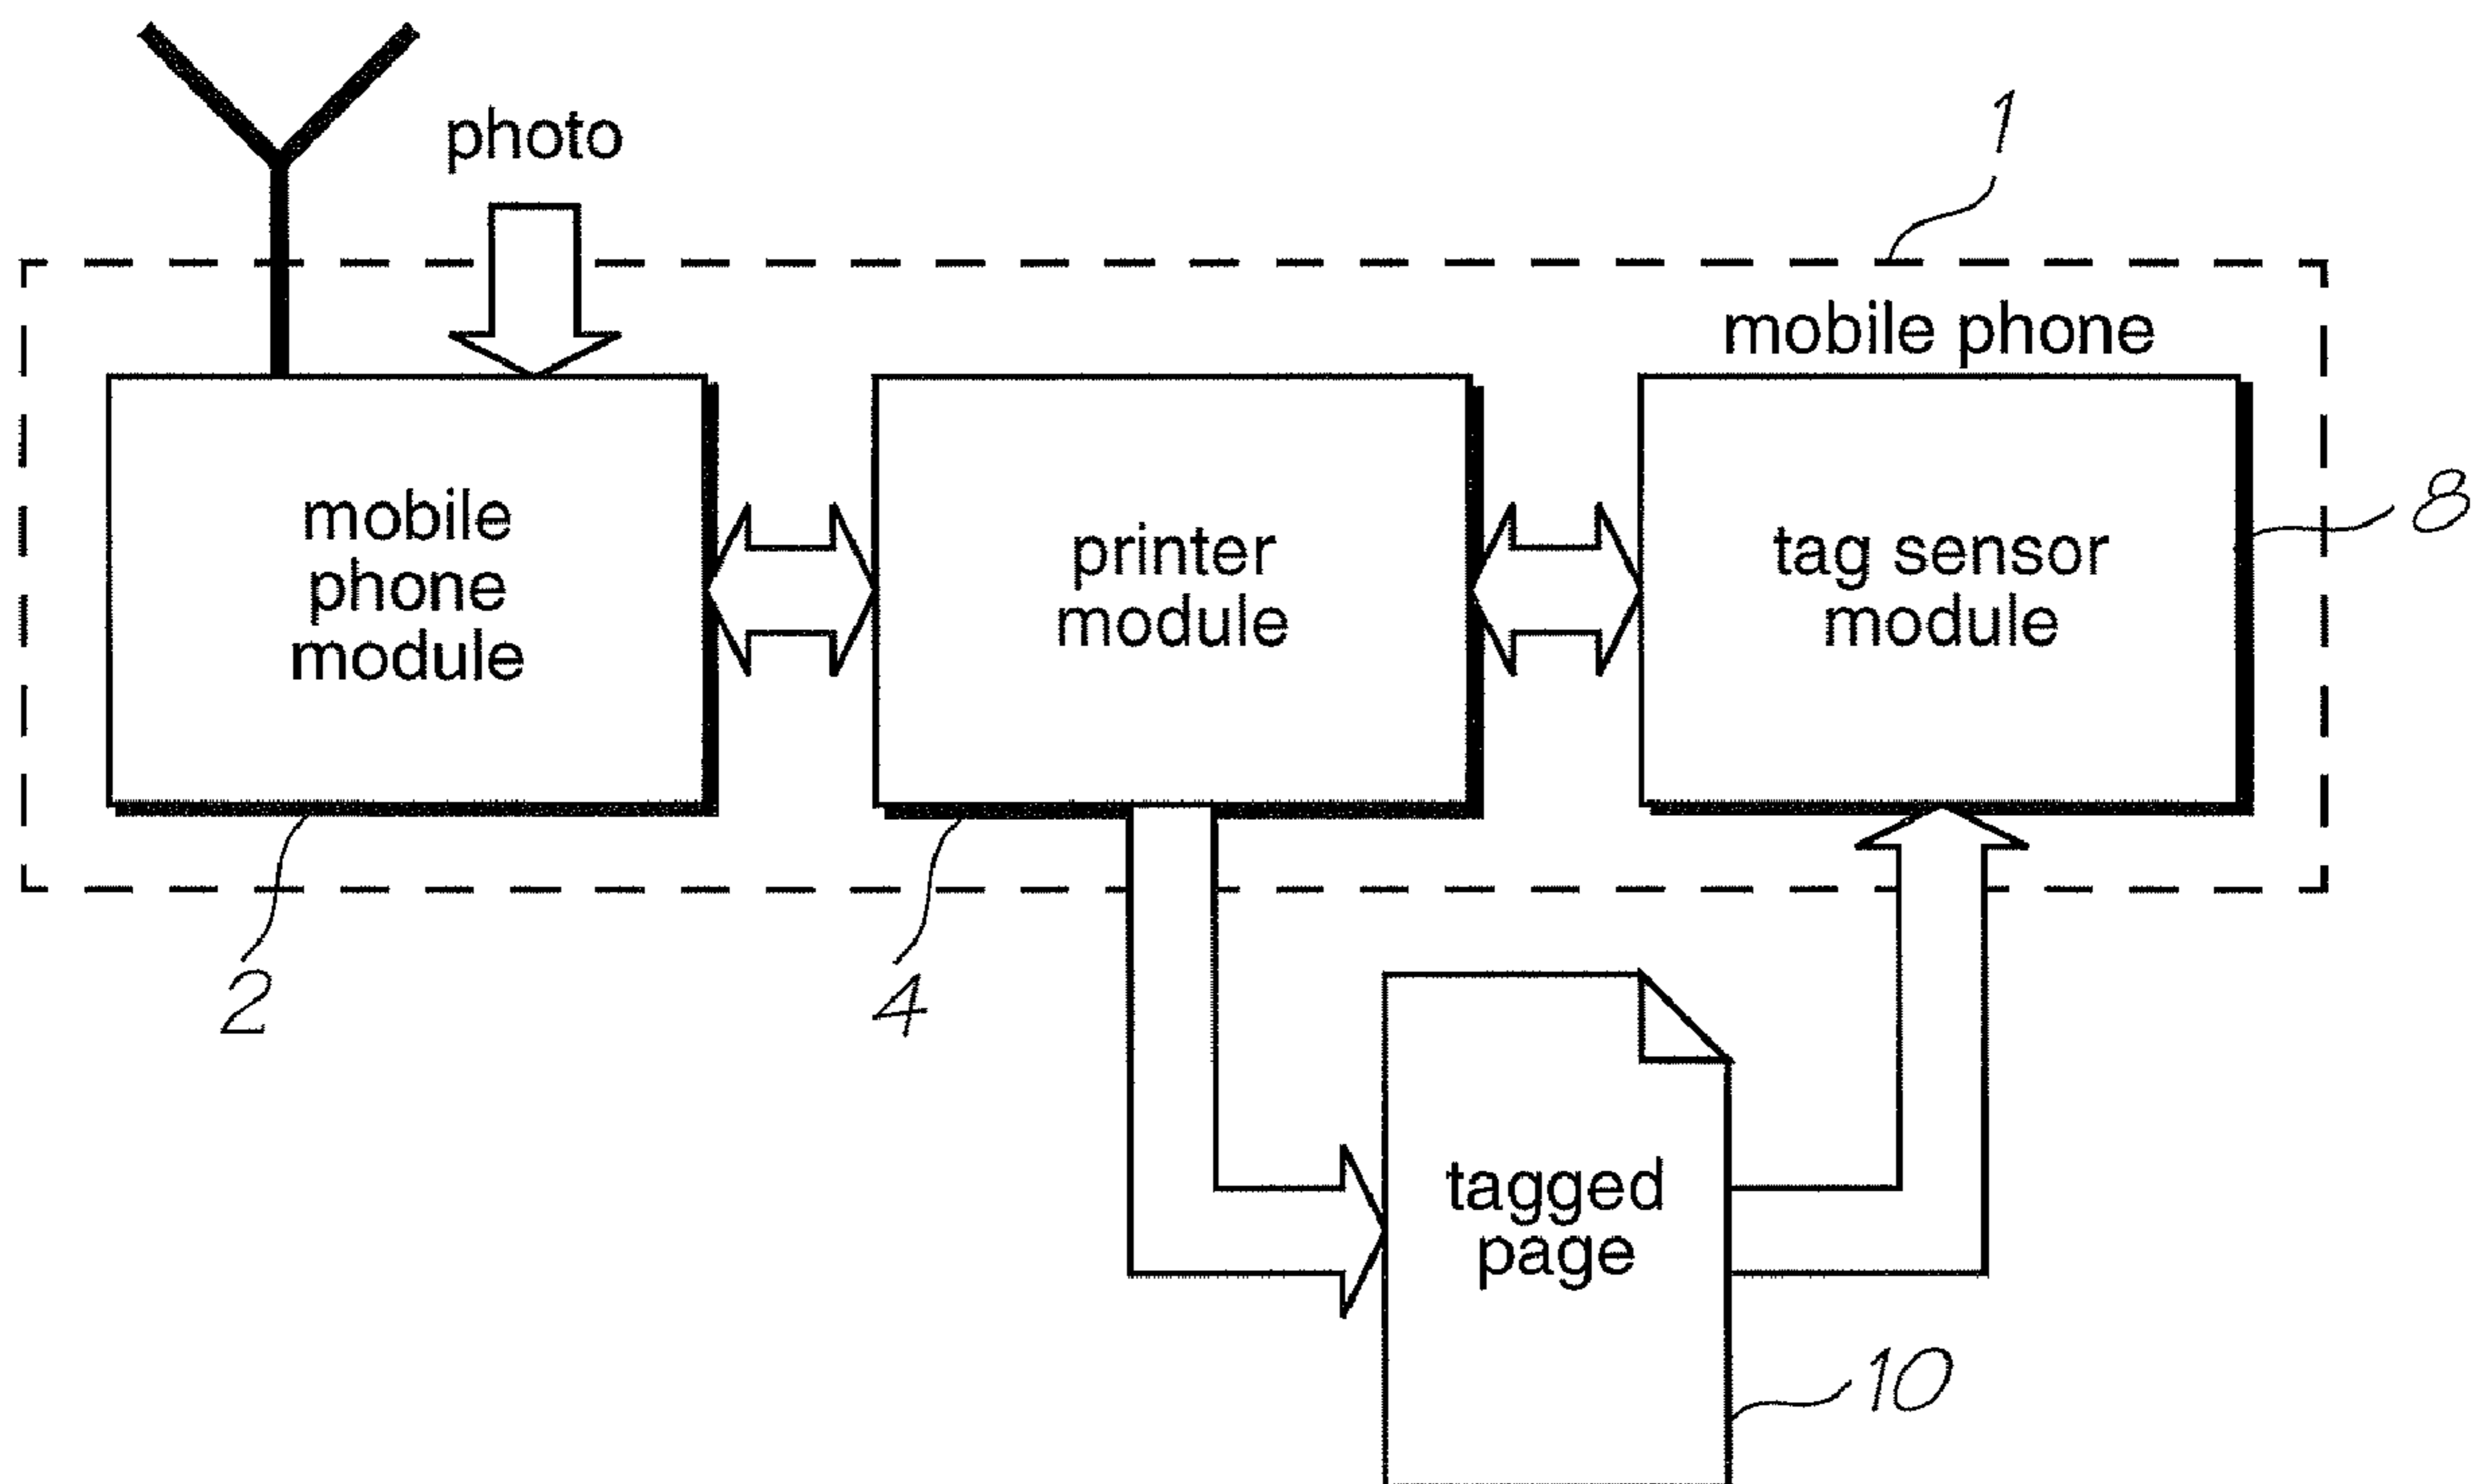 photo
1
mobile phone
mobile
phone
module
printer
module
tag sensor
module
8
2
4
tagged
page
10